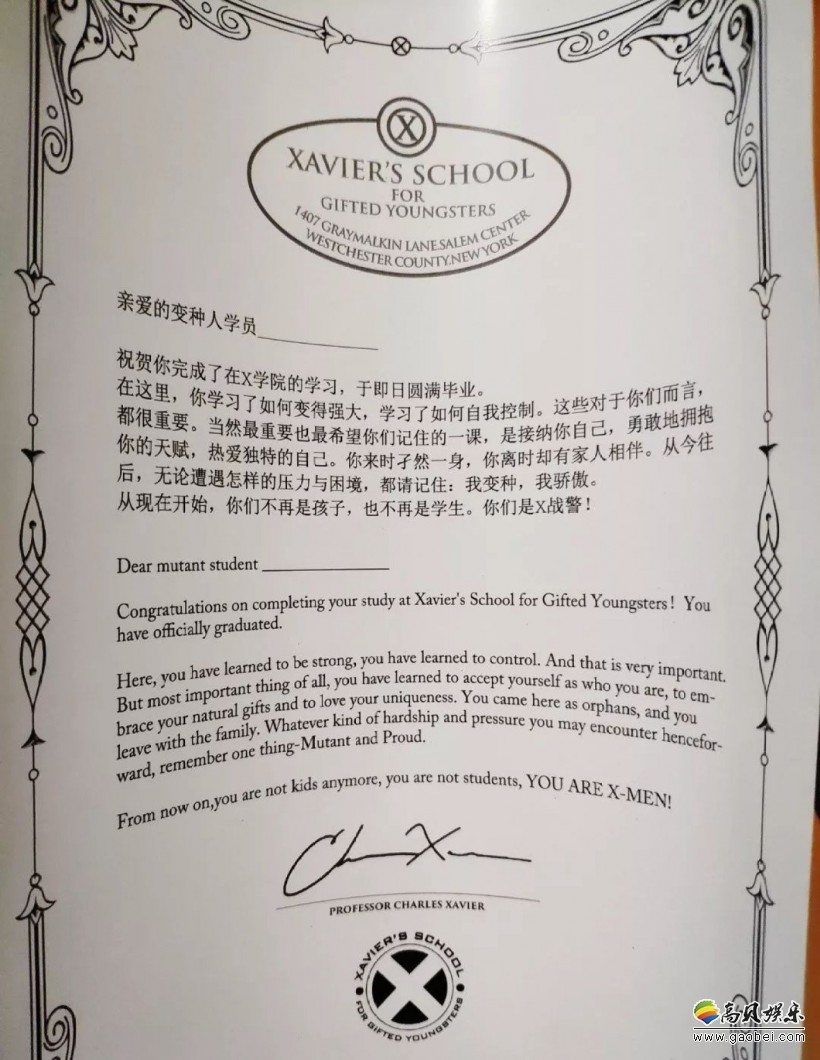 X
XAVIER'S SCHOOL
FOR
GIFTED YOUNGSTERS
1407 GRAYMALKIN LANE.SALEM CENTER
WESTCHESTER COUNTY.NEW YORK
亲爱的变种人学员
祝贺你完成了在X学院的学习，于即日圆满毕业。
在这里，你学习了如何变得强大，学习了如何自我控制。这些对于你们而言，
都很重要。当然最重要也最希望你们记住的一课，是接纳你自己，勇敢地拥抱
你的天赋，热爱独特的自己。你来时孑然一身，你离时却有家人相伴。从今往
后，无论遭遇怎样的压力与困境，都请记住：我变种，我骄傲。
从现在开始，你们不再是孩子，也不再是学生。你们是X战警！
Dear mutant student
Congratulations on completing your study at Xavier's School for Gifted Youngsters! You
have officially graduated.
Here, you have learned to be strong, you have learned to control. And that is very important.
But most important thing of all, you have learned to accept yourself as who you are, to em-
brace your natural gifts and to love your uniqueness. You came here as orphans, and you
leave with the family. Whatever kind of hardship and pressure you may encounter hencefor-
ward, remember one thing-Mutant and Proud.
From now on,you are not kids anymore, you are not students, YOU ARE X-MEN!
PROFESSOR CHARLES XAVIER
XAVIER'S SCHOOL
FOR GIFTED YOUNGSTERS
高贝娱乐
www.gaobei.com